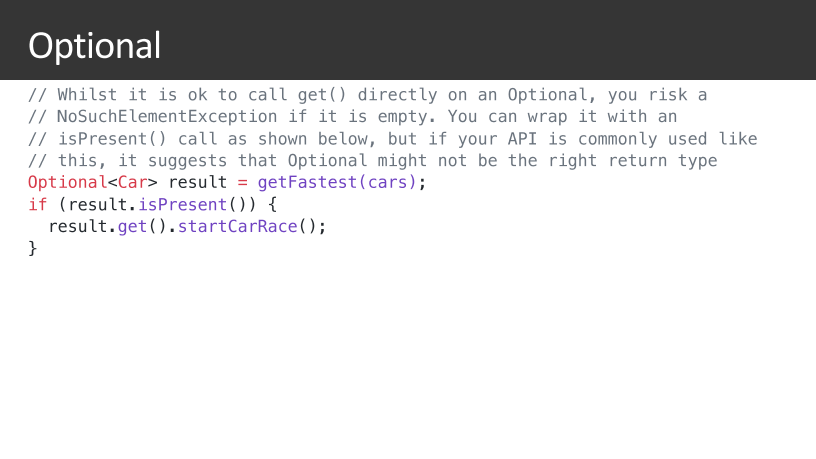 Optional
// Whilst it is ok to call get() directly on an Optional, you risk a
// NoSuchElementException if it is empty. You can wrap it with an
// isPresent() call as shown below, but if your API is commonly used like
// this, it suggests that Optional might not be the right return type
Optional<Car> result = getFastest(cars);
if (result.isPresent()) {
  result.get().startCarRace();
}